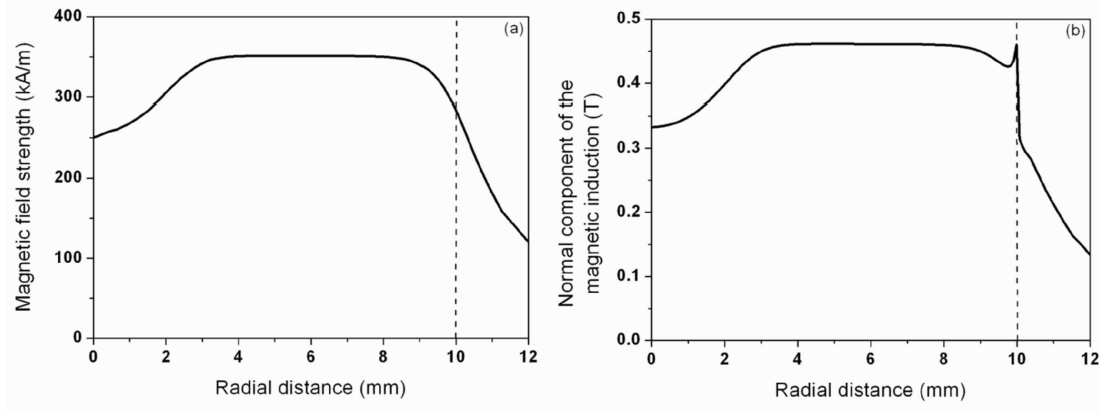 400
300
200
100
0
0 2 4 6 8 10 12
Magnetic field strength (kA/m)
Radial distance (mm)
(a)
0.5
0.4
0.3
0.2
0.1
0.0
0 2 4 6 8 10 12
Normal component of the
magnetic induction (T)
Radial distance (mm)
(b)